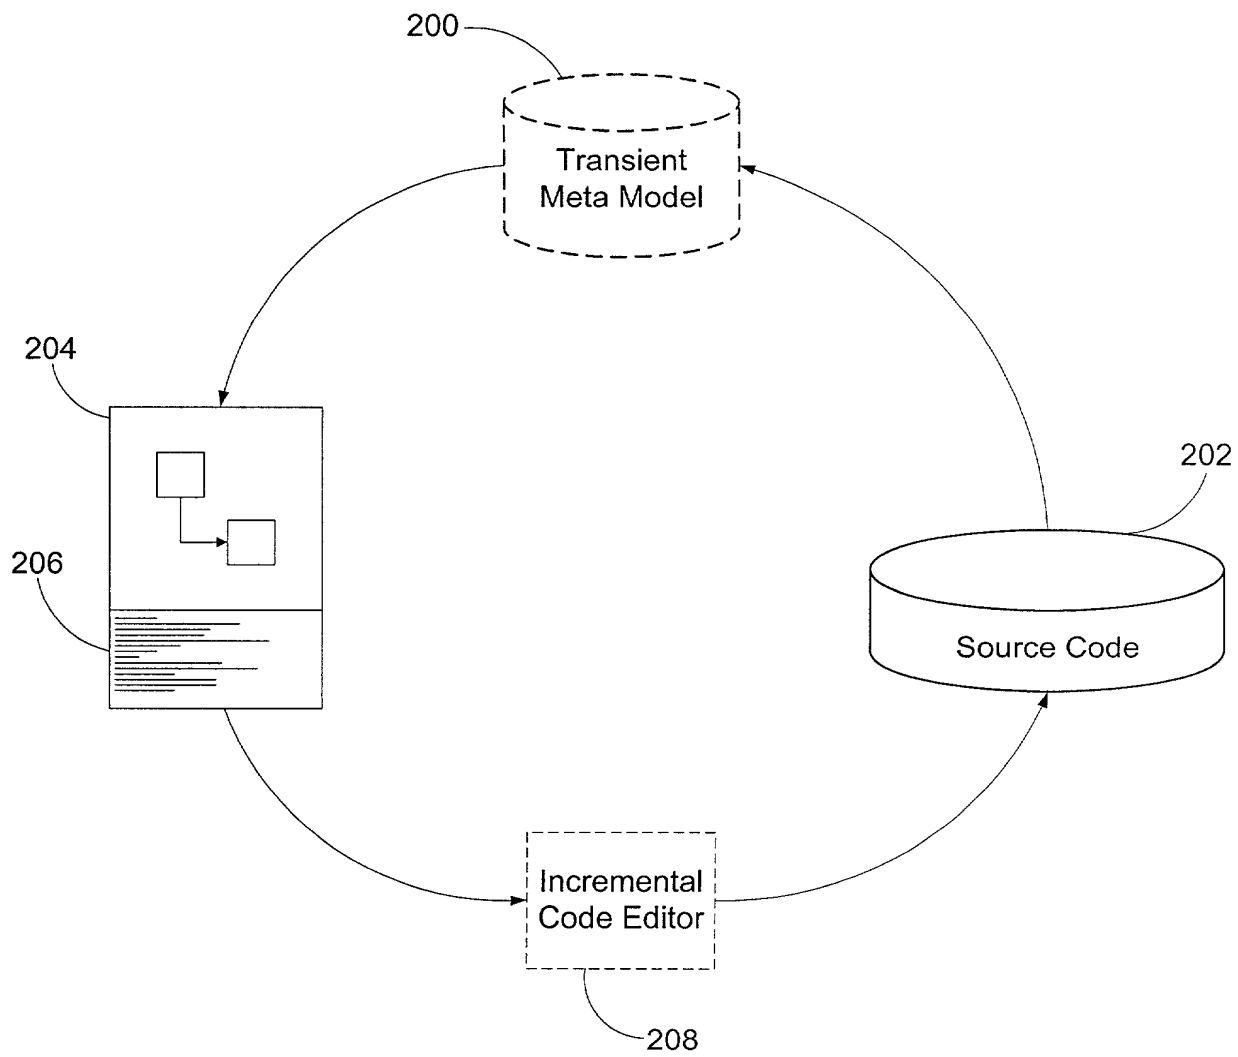 200
Transient
Meta Model
204
202
206
Source Code
Incremental
Code Editor
208